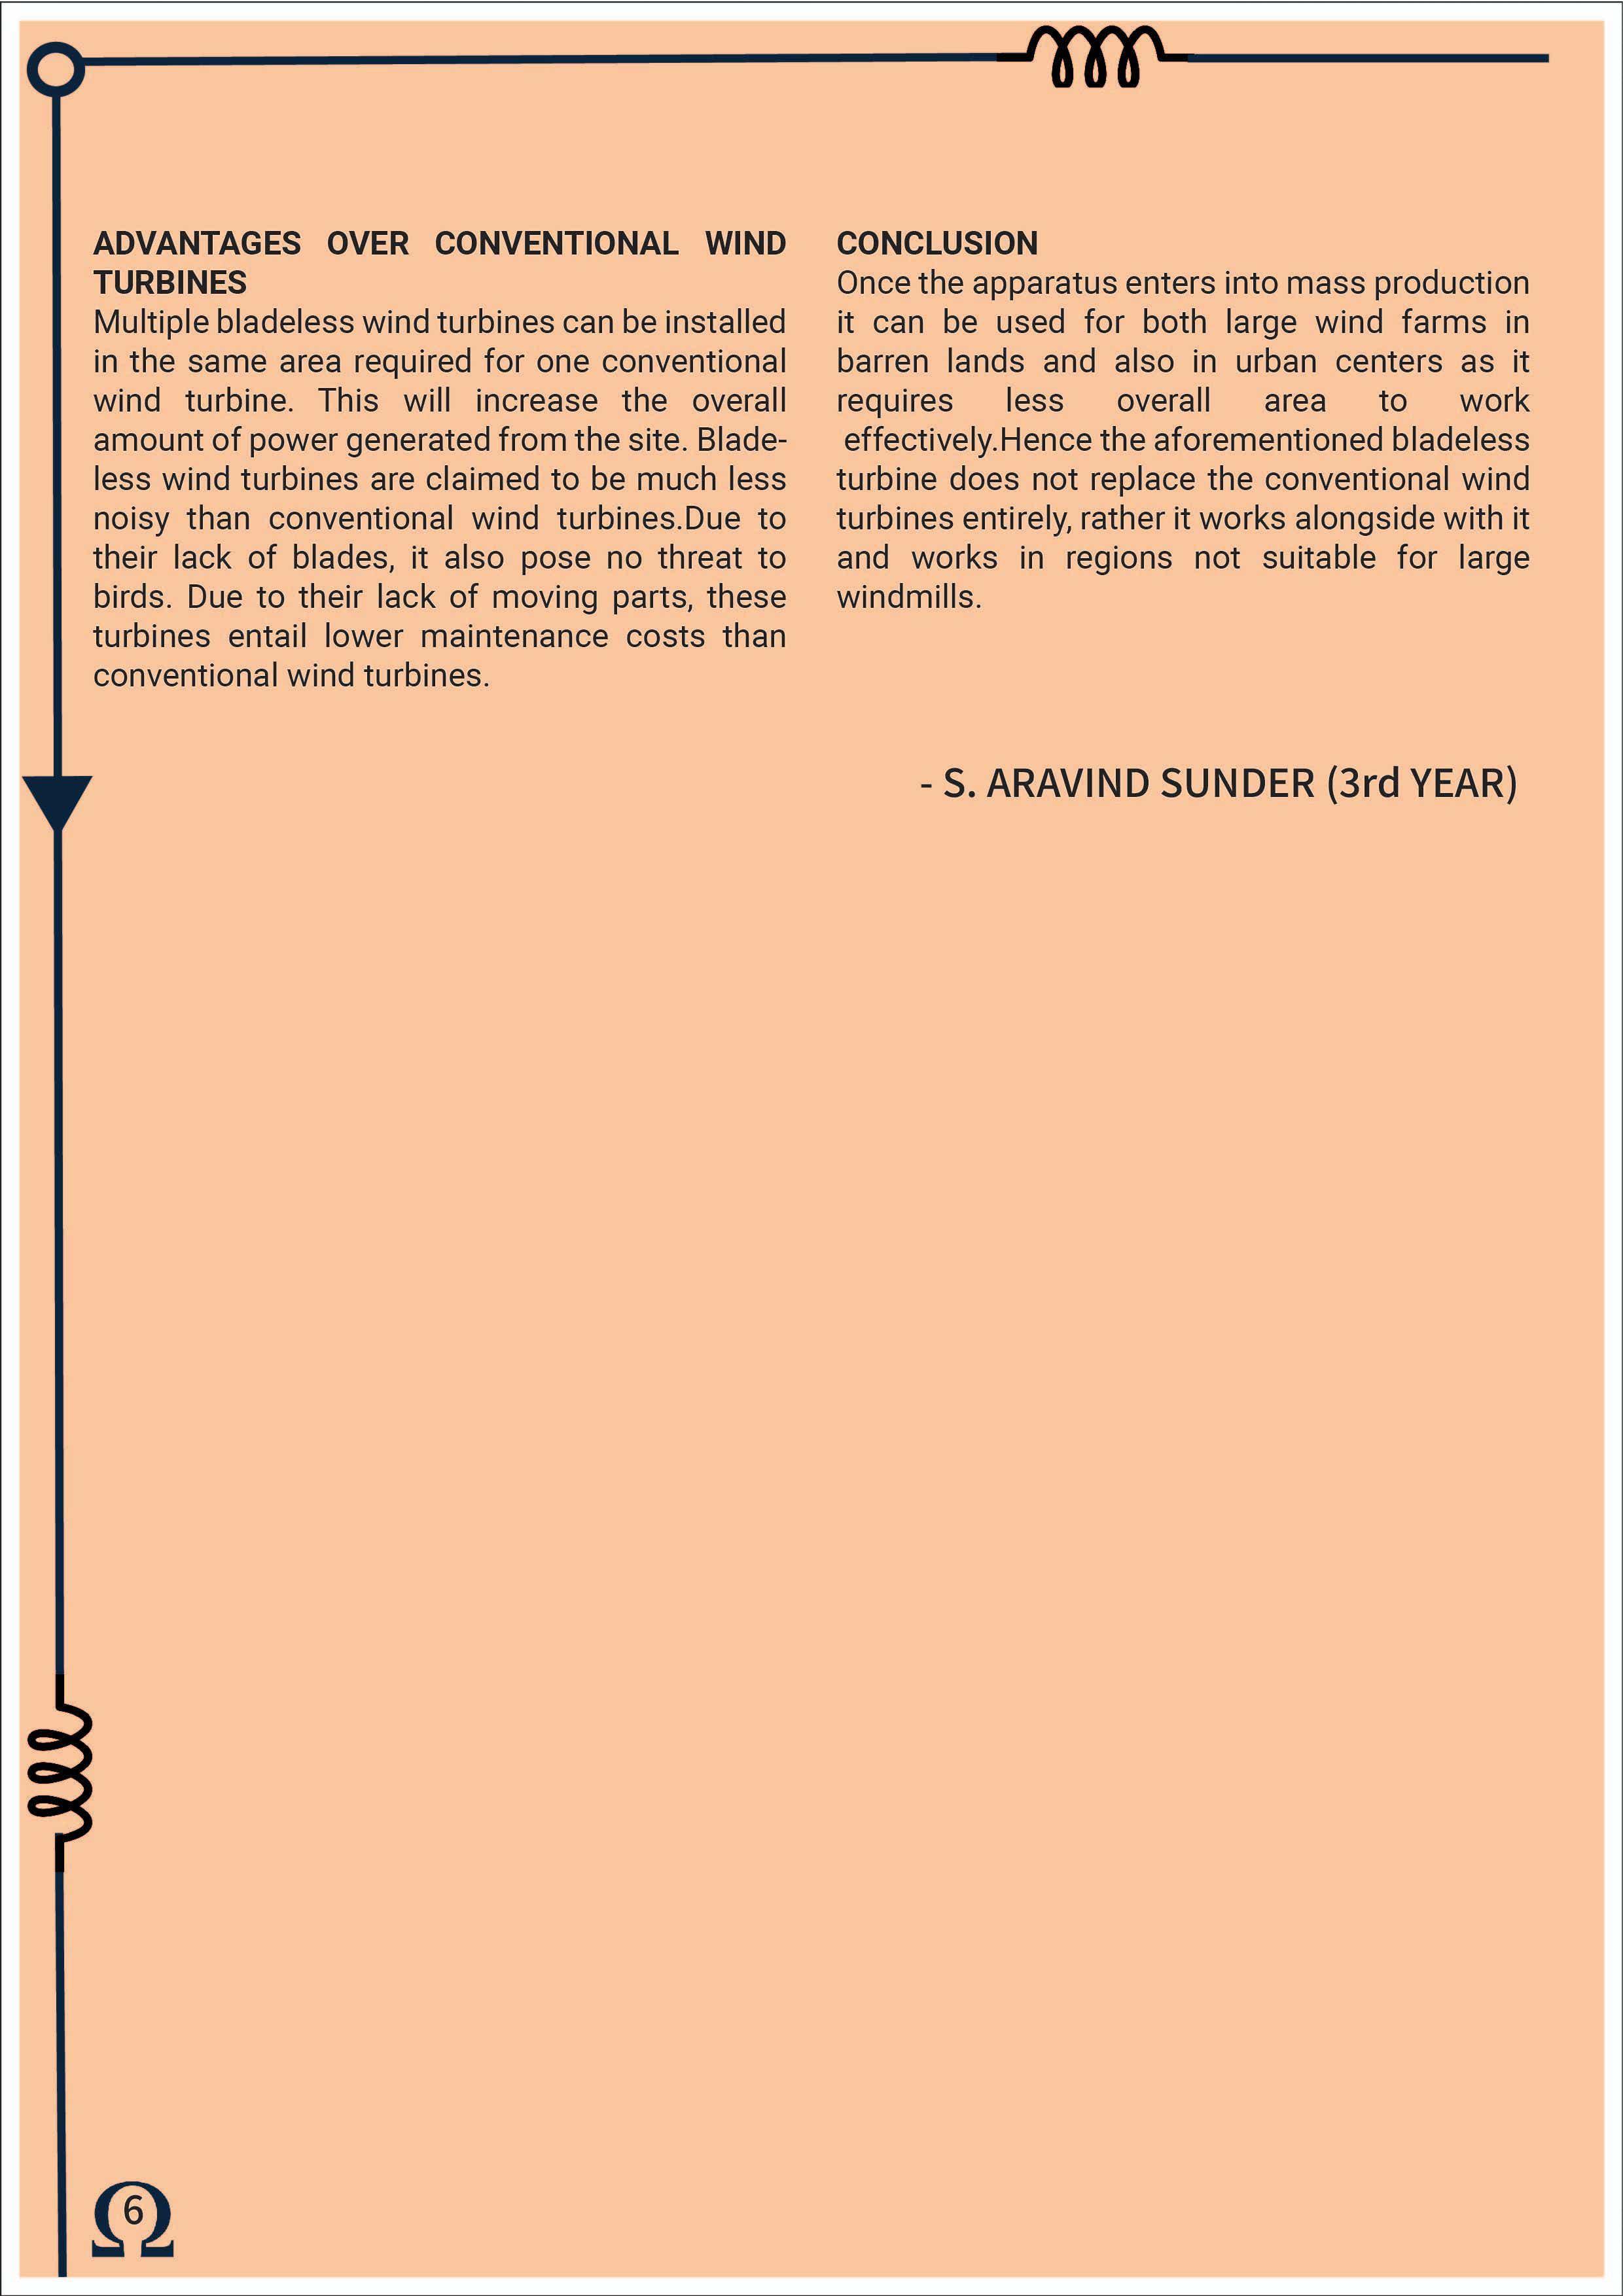 ADVANTAGES OVER CONVENTIONAL WIND
TURBINES
Multiple bladeless wind turbines can be installed
in the same area required for one conventional
wind turbine. This will increase the overall
amount of power generated from the site. Blade-
less wind turbines are claimed to be much less
noisy than conventional wind turbines.Due to
their lack of blades, it also pose no threat to
birds. Due to their lack of moving parts, these
turbines entail lower maintenance costs than
conventional wind turbines.
CONCLUSION
Once the apparatus enters into mass production
it can be used for both large wind farms in
barren lands and also in urban centers as it
requires less overall area to work
effectively.Hence the aforementioned bladeless
turbine does not replace the conventional wind
turbines entirely, rather it works alongside with it
and works in regions not suitable for large
windmills.
- S. ARAVIND SUNDER (3rd YEAR)
Ω
6